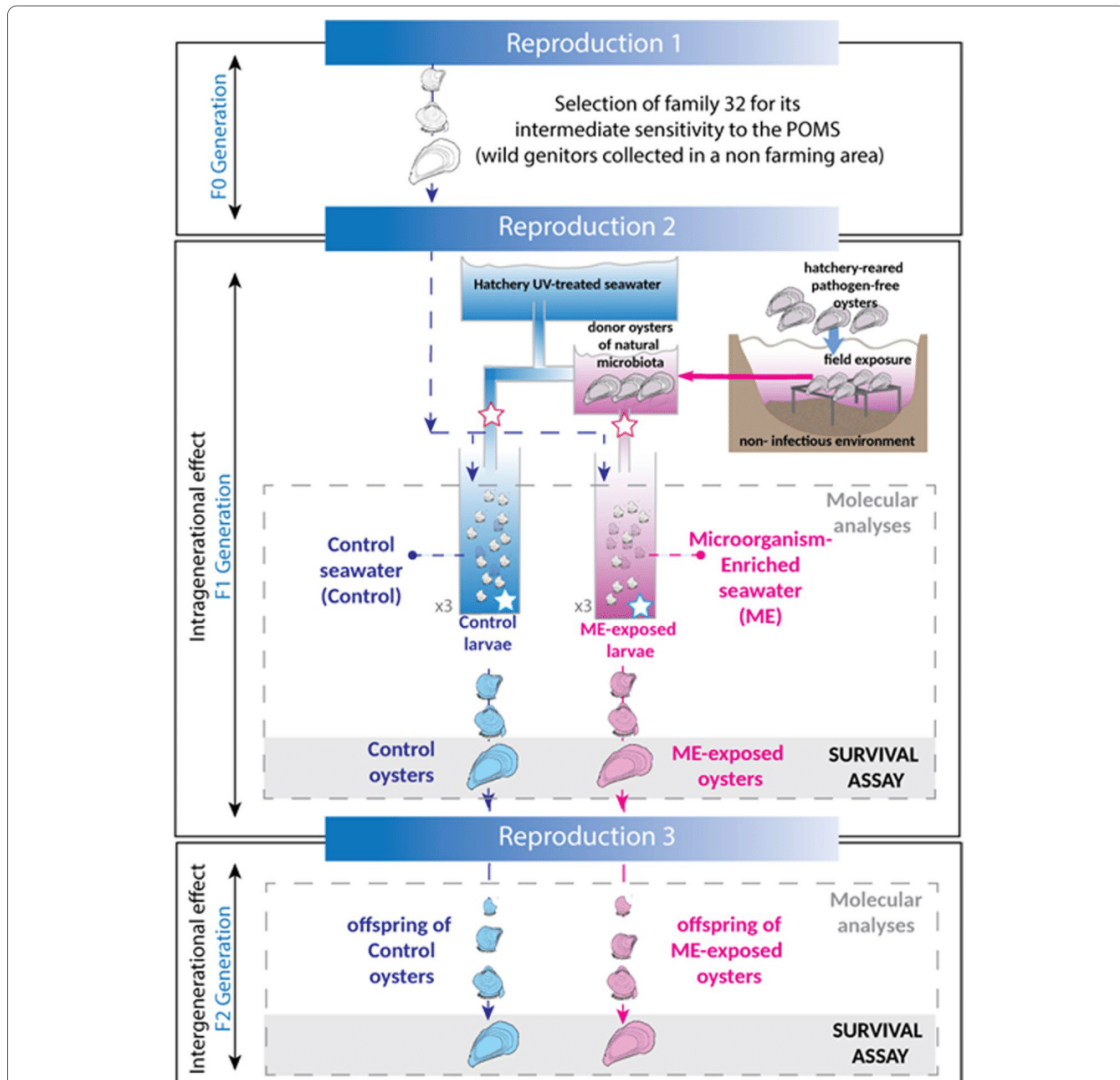 Reproduction 1
F0 Generation
Selection of family 32 for its
intermediate sensitivity to the POMS
(wild genitors collected in a non farming area)
Reproduction 2
Intragenerational effect
F1 Generation
Hatchery UV-treated seawater
hatchery-reared
pathogen-free
oysters
donor oysters
of natural
microbiota
field exposure
non- infectious environment
Molecular
analyses
Control
seawater
(Control)
Microorganism-
Enriched
seawater
(ME)
x3
x3
Control
larvae
ME-exposed
larvae
Control
oysters
ME-exposed
oysters
SURVIVAL
ASSAY
Reproduction 3
Intergenerational effect
F2 Generation
Molecular
analyses
offspring of
Control
oysters
offspring of
ME-exposed
oysters
SURVIVAL
ASSAY